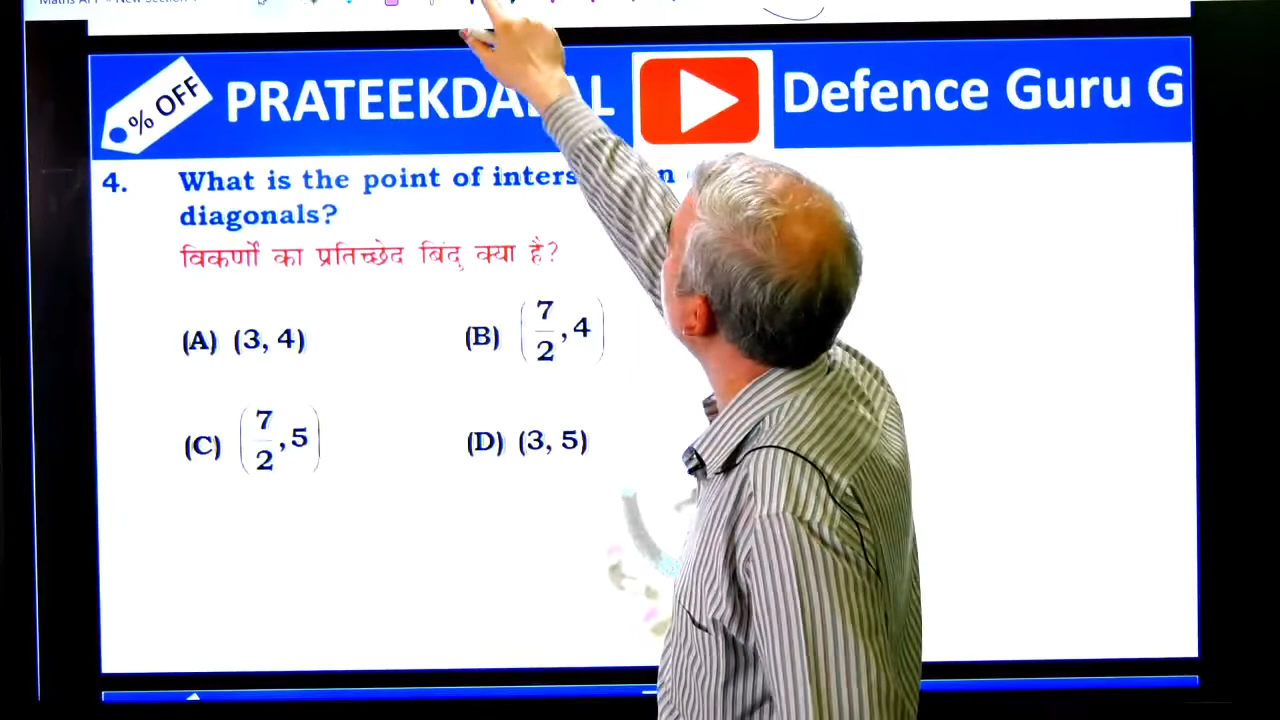 % OFF PRATEEKDA L Defence Guru G
4. What is the point of inters n
diagonals?
विकर्णों का प्रतिच्छेद बिंदु क्या है?
(A) (3, 4) (B) (7/2, 4)
(C) (7/2, 5) (D) (3, 5)